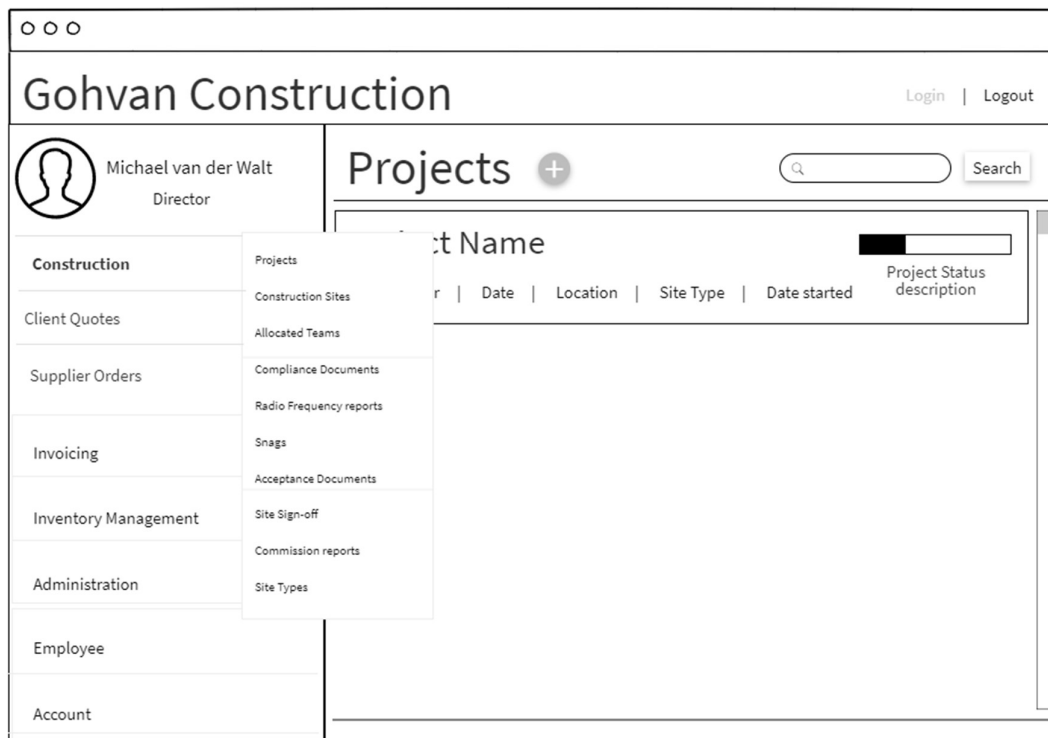 Gohvan Construction
Login | Logout
Michael van der Walt
Director
Projects +
Search
Construction
Client Quotes
Supplier Orders
Invoicing
Inventory Management
Administration
Employee
Account
Projects
Construction Sites
Allocated Teams
Compliance Documents
Radio Frequency reports
Snags
Acceptance Documents
Site Sign-off
Commission reports
Site Types
ct Name
r | Date | Location | Site Type | Date started
Project Status
description